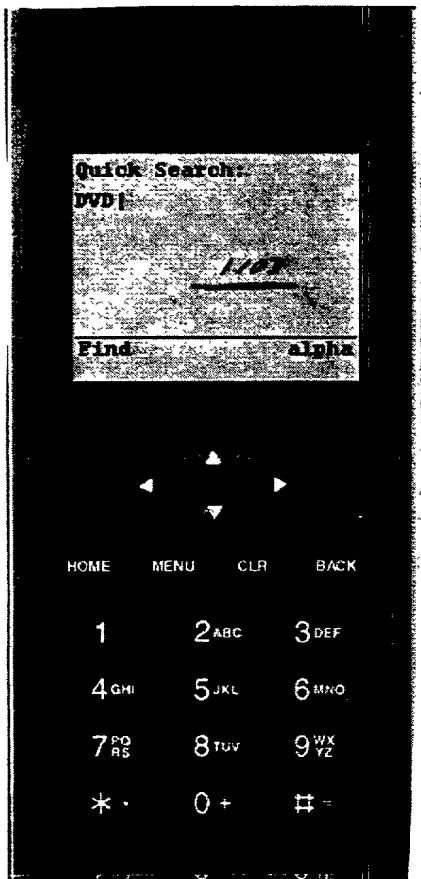 Quick Search:
DVD|
Find alpha
HOME MENU CLR BACK
1 2ABC 3DEF
4GHI 5JKL 6MNO
7PQRS 8TUV 9WXYZ
* · 0 + # -